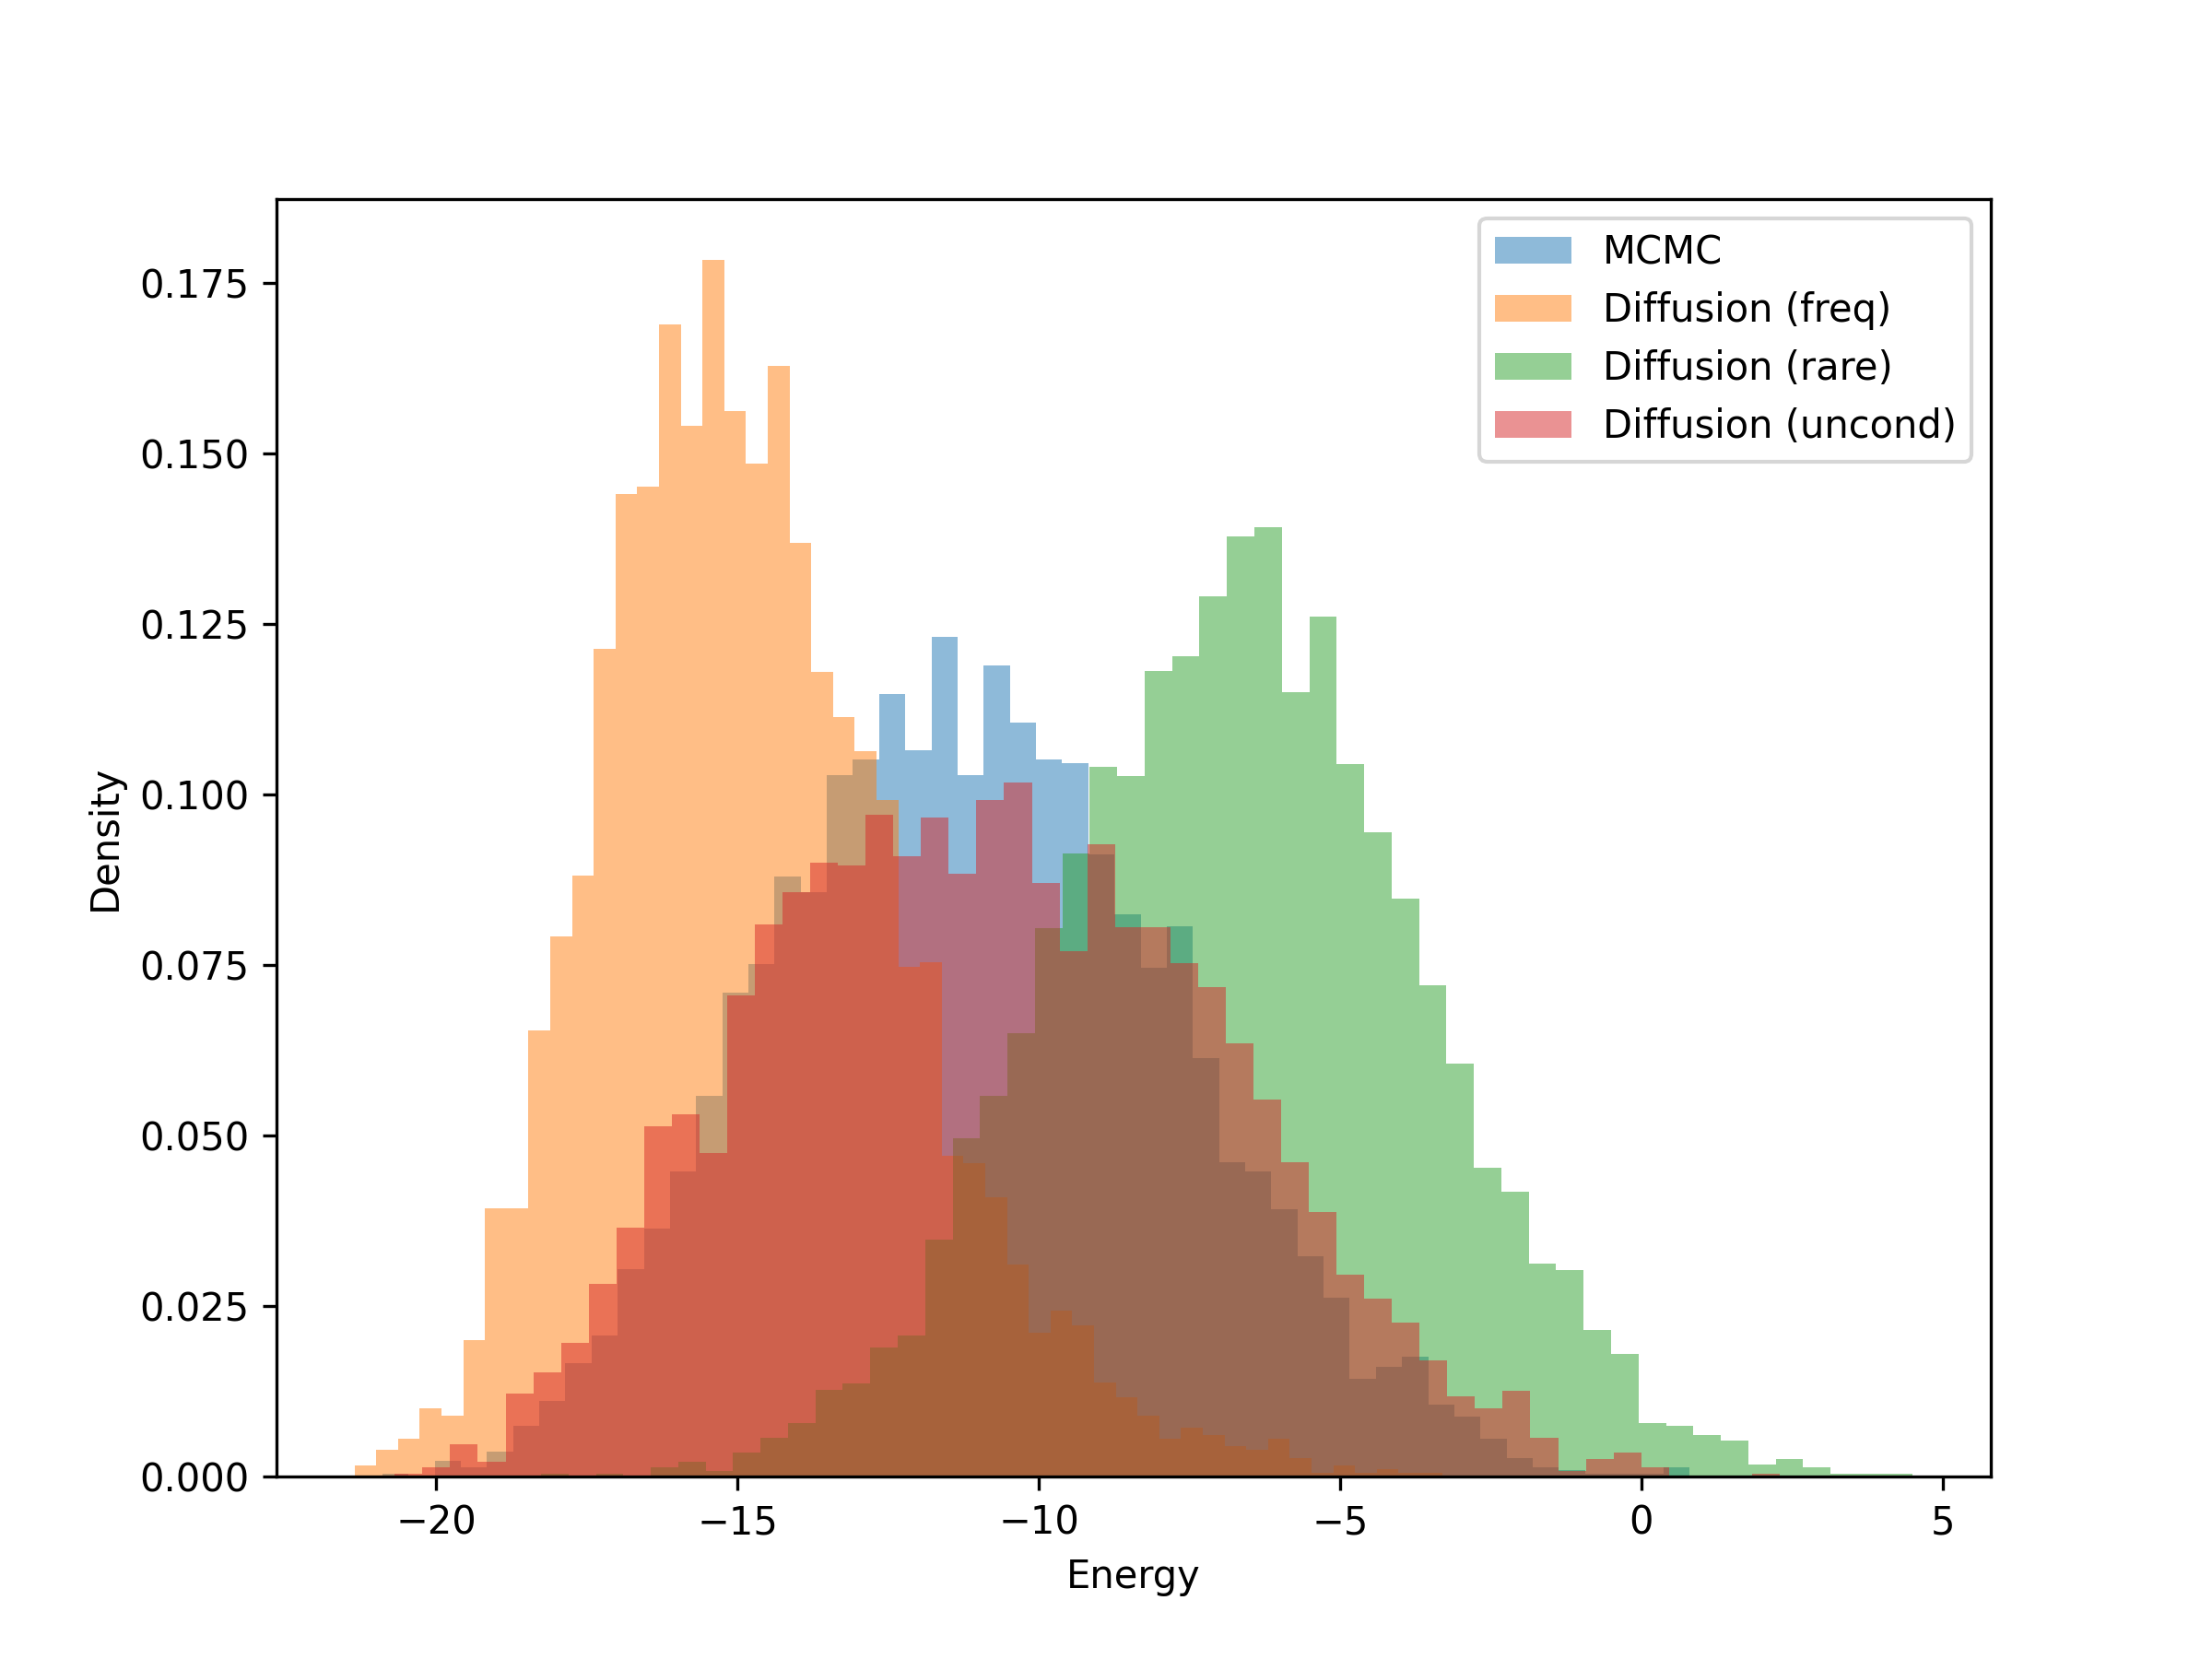 MCMC
Diffusion (freq)
Diffusion (rare)
Diffusion (uncond)
0.175
0.150
0.125
0.100
0.075
0.050
0.025
0.000
Density
−20 −15 −10 −5 0 5
Energy